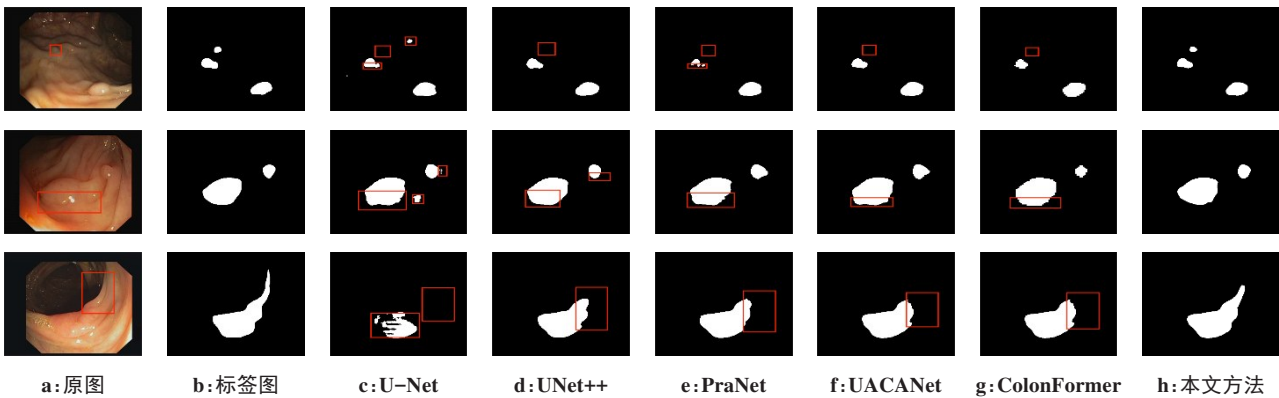 a:原图 b:标签图 c:U-Net d:UNet++ e:PraNet f:UACANet g:ColonFormer h:本文方法